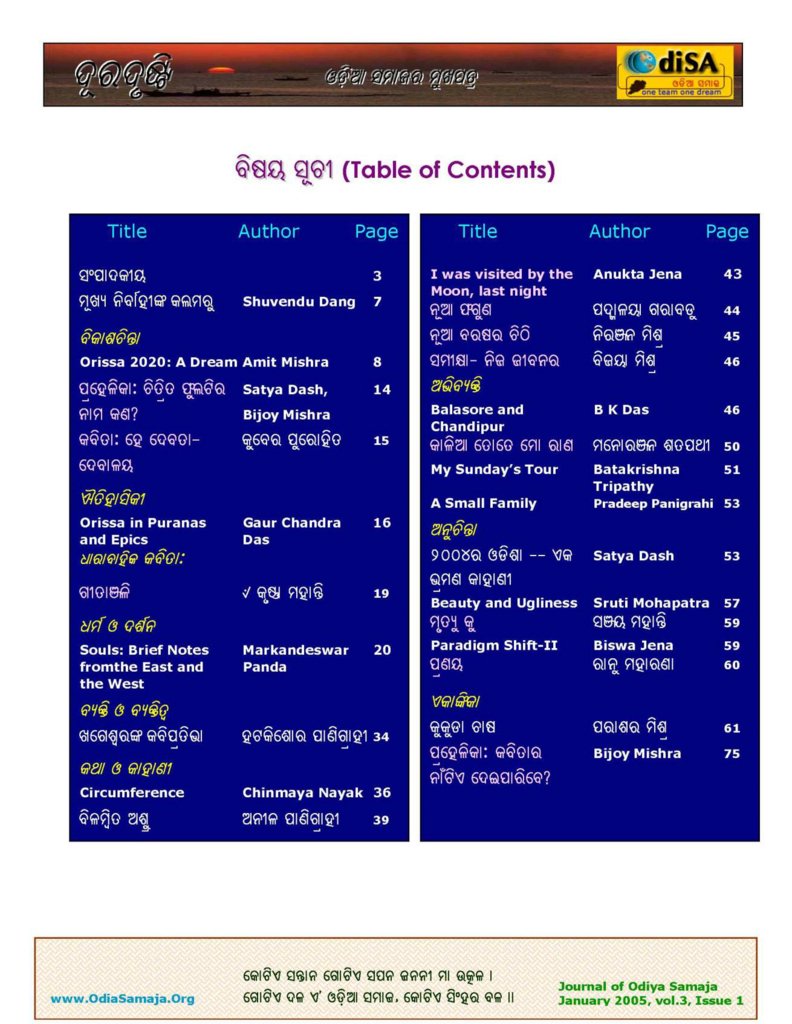 ଦୂରଦୃଷ୍ଟି
ଓଡ଼ିଆ ସମାଜର ମୁଖପତ୍ର
OdiSA
ଓଡ଼ିଆ ସମାଜ
one team one dream
ବିଷୟ ସୂଚୀ (Table of Contents)
Title Author Page
ସଂପାଦକୀୟ 3
ମୂଖ୍ୟ ନିର୍ବାହୀଙ୍କ କଲମରୁ Shuvendu Dang 7
ବିକାଶଚିନ୍ତା
Orissa 2020: A Dream Amit Mishra 8
ପ୍ରହେଳିକା: ଚିତ୍ରିତ ଫୁଲଟିର Satya Dash, 14
ନାମ କଣ? Bijoy Mishra
କବିତା: ହେ ଦେବତା- କୁବେର ପୁରୋହିତ 15
ଦେବାଳୟ
ଐତିହାସିକୀ
Orissa in Puranas Gaur Chandra 16
and Epics Das
ଧାରାବାହିକ କବିତା:
ଗୀତାଞ୍ଜଳି √ କୃଷ୍ଣା ମହାନ୍ତି 19
ଧର୍ମ ଓ ଦର୍ଶନ
Souls: Brief Notes Markandeswar 20
fromthe East and Panda
the West
ବ୍ୟକ୍ତି ଓ ବ୍ୟକ୍ତିତ୍ୱ
ଖଗେଶ୍ୱରଙ୍କ କବିପ୍ରତିଭା ହଟକିଶୋର ପାଣିଗ୍ରାହୀ 34
କଥା ଓ କାହାଣୀ
Circumference Chinmaya Nayak 36
ବିଳମ୍ବିତ ଅଶ୍ରୁ ଅନୀଳ ପାଣିଗ୍ରାହୀ 39
Title Author Page
I was visited by the Anukta Jena 43
Moon, last night
ନୂଆ ଫଗୁଣ ପଦ୍ମାଳୟା ଗରାବଡୁ 44
ନୂଆ ବରଷର ଚିଠି ନିରଞ୍ଜନ ମିଶ୍ର 45
ସମୀକ୍ଷା- ନିଜ ଜୀବନର ବିଜୟା ମିଶ୍ର 46
ଅଭିବ୍ୟକ୍ତି
Balasore and B K Das 46
Chandipur
କାଳିଆ ତୋତେ ମୋ ରାଣ ମନୋରଞ୍ଜନ ଶତପଥୀ 50
My Sunday's Tour Batakrishna 51
Tripathy
A Small Family Pradeep Panigrahi 53
ଅନୁଚିନ୍ତା
୨୦୦୪ର ଓଡିଶା -- ଏକ Satya Dash 53
ଭ୍ରମଣ କାହାଣୀ
Beauty and Ugliness Sruti Mohapatra 57
ମୃତ୍ୟୁ କୁ ସଞ୍ଜୟ ମହାନ୍ତି 59
Paradigm Shift-II Biswa Jena 59
ପ୍ରଣୟ ରାନୁ ମହାରଣା 60
ଏକାଙ୍କିକା
କୁକୁଡା ଚାଷ ପରାଶର ମିଶ୍ର 61
ପ୍ରହେଳିକା: କବିତାର Bijoy Mishra 75
ନାଁଟିଏ ଦେଇପାରିବେ?
www.OdiaSamaja.Org
କୋଟିଏ ସନ୍ତାନ ଗୋଟିଏ ସପନ ଜନନୀ ମା ଉତ୍କଳ ।
ଗୋଟିଏ ଦଳ ଏ' ଓଡ଼ିଆ ସମାଜ, କୋଟିଏ ସିଂହର ବଳ ॥
Journal of Odiya Samaja
January 2005, vol.3, Issue 1